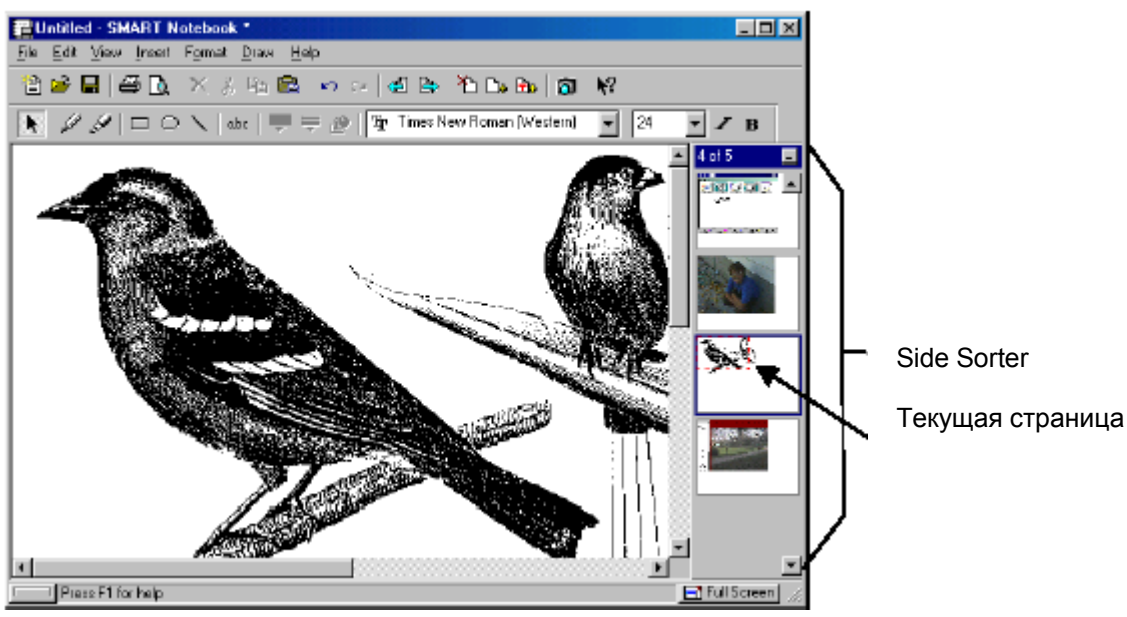 Untitled - SMART Notebook *
File Edit View Insert Format Draw Help
abc Times New Roman (Western) 24 I B
4 of 5
Side Sorter
Текущая страница
Press F1 for help Full Screen